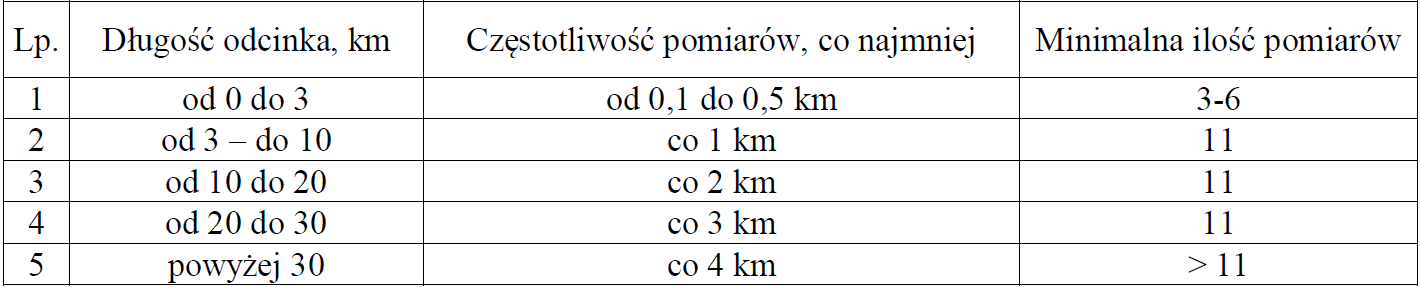 Lp. Długość odcinka, km Częstotliwość pomiarów, co najmniej Minimalna ilość pomiarów
1 od 0 do 3 od 0,1 do 0,5 km 3-6
2 od 3 – do 10 co 1 km 11
3 od 10 do 20 co 2 km 11
4 od 20 do 30 co 3 km 11
5 powyżej 30 co 4 km > 11